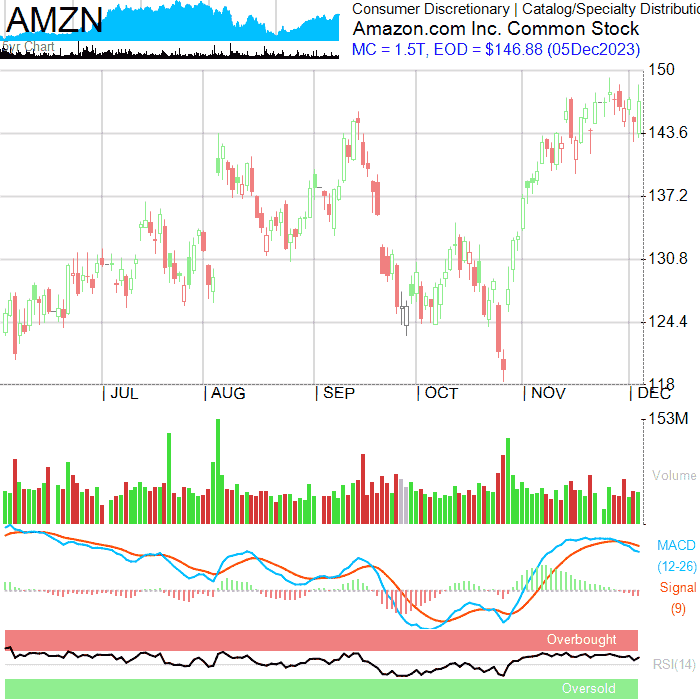 AMZN
5yr Chart
Consumer Discretionary | Catalog/Specialty Distributio
Amazon.com Inc. Common Stock
MC = 1.5T, EOD = $146.88 (05Dec2023)
150
143.6
137.2
130.8
124.4
118
| JUL | AUG | SEP | OCT | NOV | DEC
153M
Volume
MACD
(12-26)
Signal
(9)
Overbought
RSI(14)
Oversold